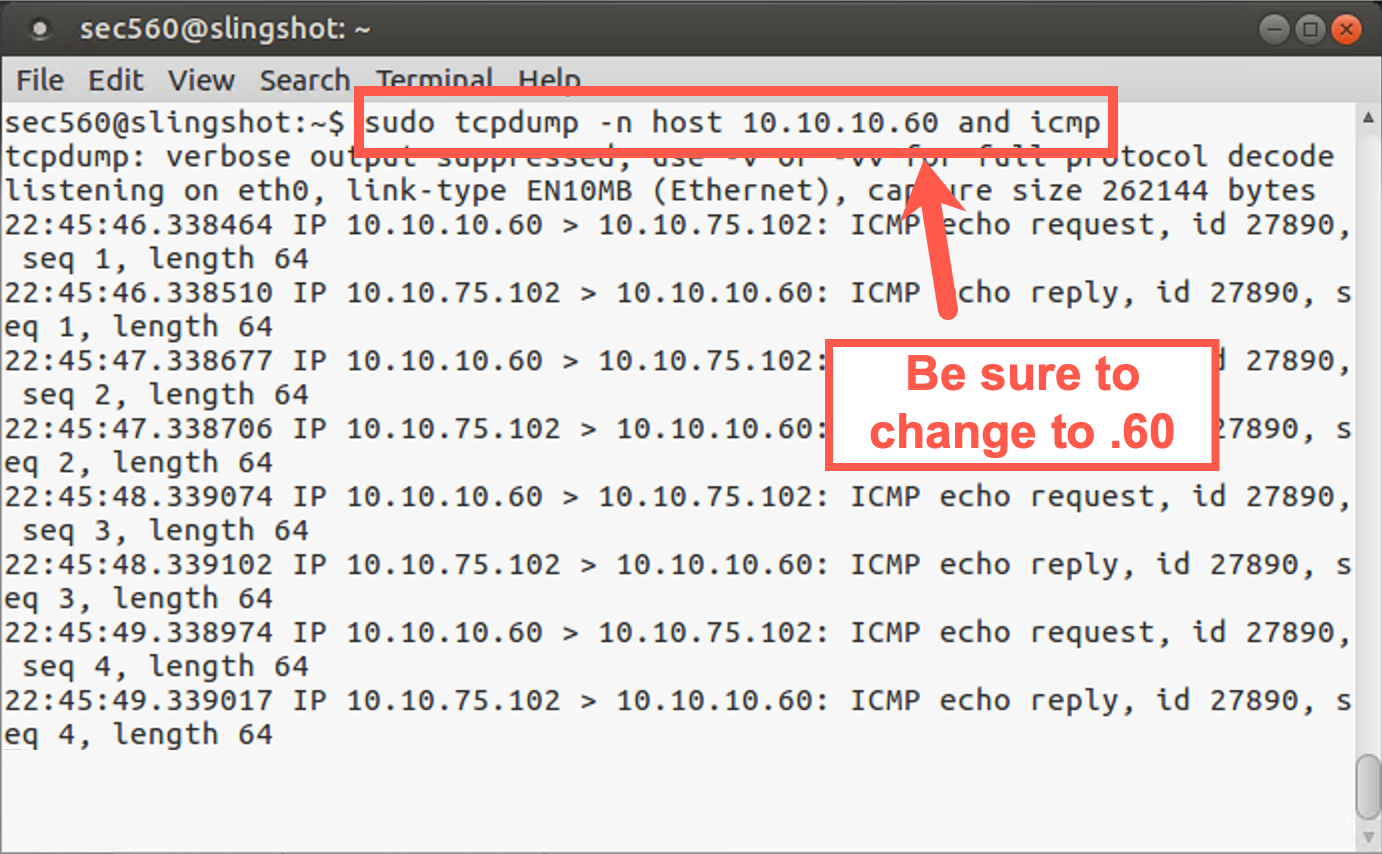 sec560@slingshot: ~
File Edit View Search Terminal Help
sec560@slingshot:~$ sudo tcpdump -n host 10.10.10.60 and icmp
tcpdump: verbose output suppressed, use -v or -vv for full protocol decode
listening on eth0, link-type EN10MB (Ethernet), capture size 262144 bytes
22:45:46.338464 IP 10.10.10.60 > 10.10.75.102: ICMP echo request, id 27890,
 seq 1, length 64
22:45:46.338510 IP 10.10.75.102 > 10.10.10.60: ICMP echo reply, id 27890, s
eq 1, length 64
22:45:47.338677 IP 10.10.10.60 > 10.10.75.102: 27890,
 seq 2, length 64
22:45:47.338706 IP 10.10.75.102 > 10.10.10.60: 27890, s
eq 2, length 64
Be sure to
change to .60
22:45:48.339074 IP 10.10.10.60 > 10.10.75.102: ICMP echo request, id 27890,
 seq 3, length 64
22:45:48.339102 IP 10.10.75.102 > 10.10.10.60: ICMP echo reply, id 27890, s
eq 3, length 64
22:45:49.338974 IP 10.10.10.60 > 10.10.75.102: ICMP echo request, id 27890,
 seq 4, length 64
22:45:49.339017 IP 10.10.75.102 > 10.10.10.60: ICMP echo reply, id 27890, s
eq 4, length 64